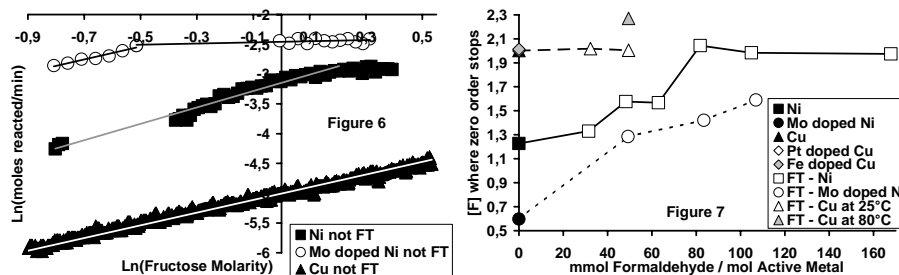 -0,9
-0,7
-0,5
-0,3
-0,1
0,1
0,3
0,5
-2
-2,5
-3
-3,5
-4
-4,5
-5
-5,5
-6
Ln(moles reacted/min)
Figure 6
Ln(Fructose Molarity)
Ni not FT
Mo doped Ni not FT
Cu not FT
[F] where zero order stops
2,3
2,1
1,9
1,7
1,5
1,3
1,1
0,9
0,7
0,5
0
20
40
60
80
100
120
140
160
mmol Formaldehyde / mol Active Metal
Figure 7
Ni
Mo doped Ni
Cu
Pt doped Cu
Fe doped Cu
FT - Ni
FT - Mo doped N
FT - Cu at 25°C
FT - Cu at 80°C